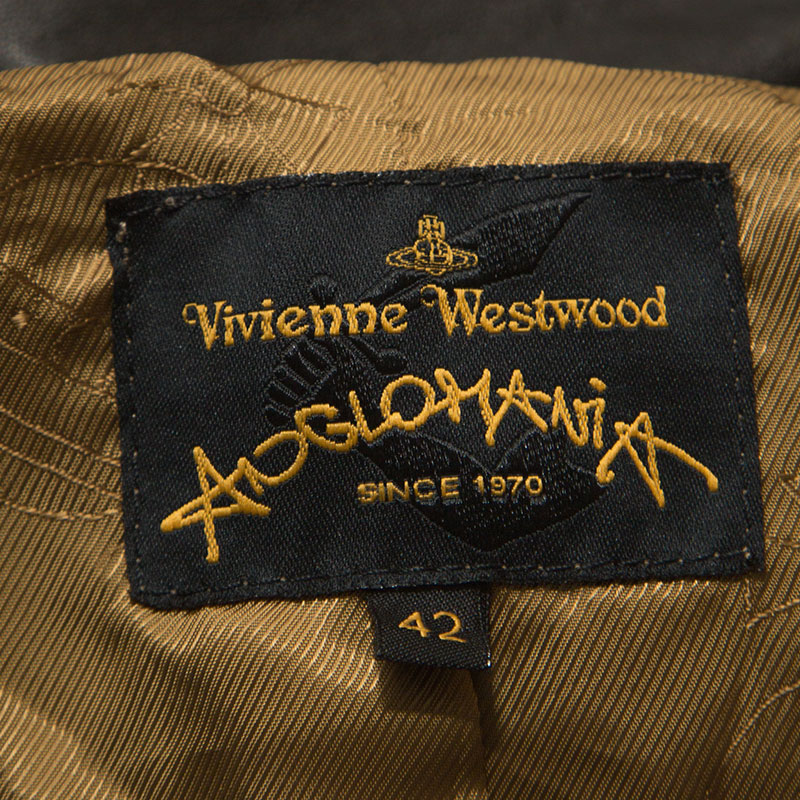 Vivienne Westwood
ANGLOMANiA
SINCE 1970
42